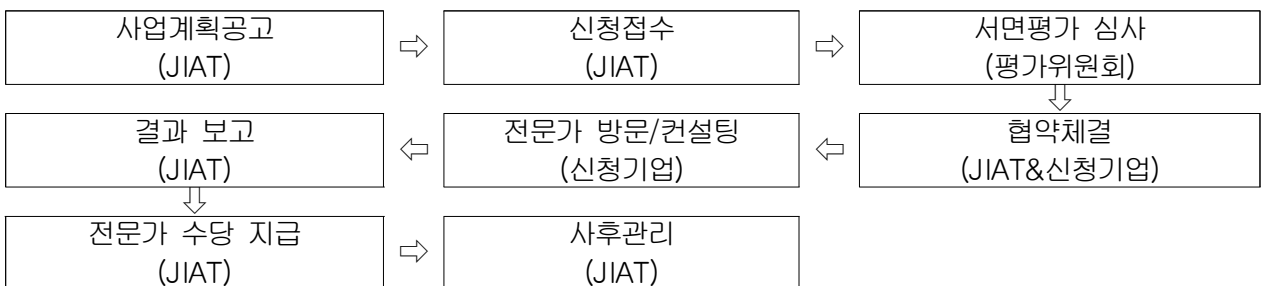 사업계획공고
(JIAT)
신청접수
(JIAT)
서면평가 심사
(평가위원회)
결과 보고
(JIAT)
전문가 방문/컨설팅
(신청기업)
협약체결
(JIAT&신청기업)
전문가 수당 지급
(JIAT)
사후관리
(JIAT)